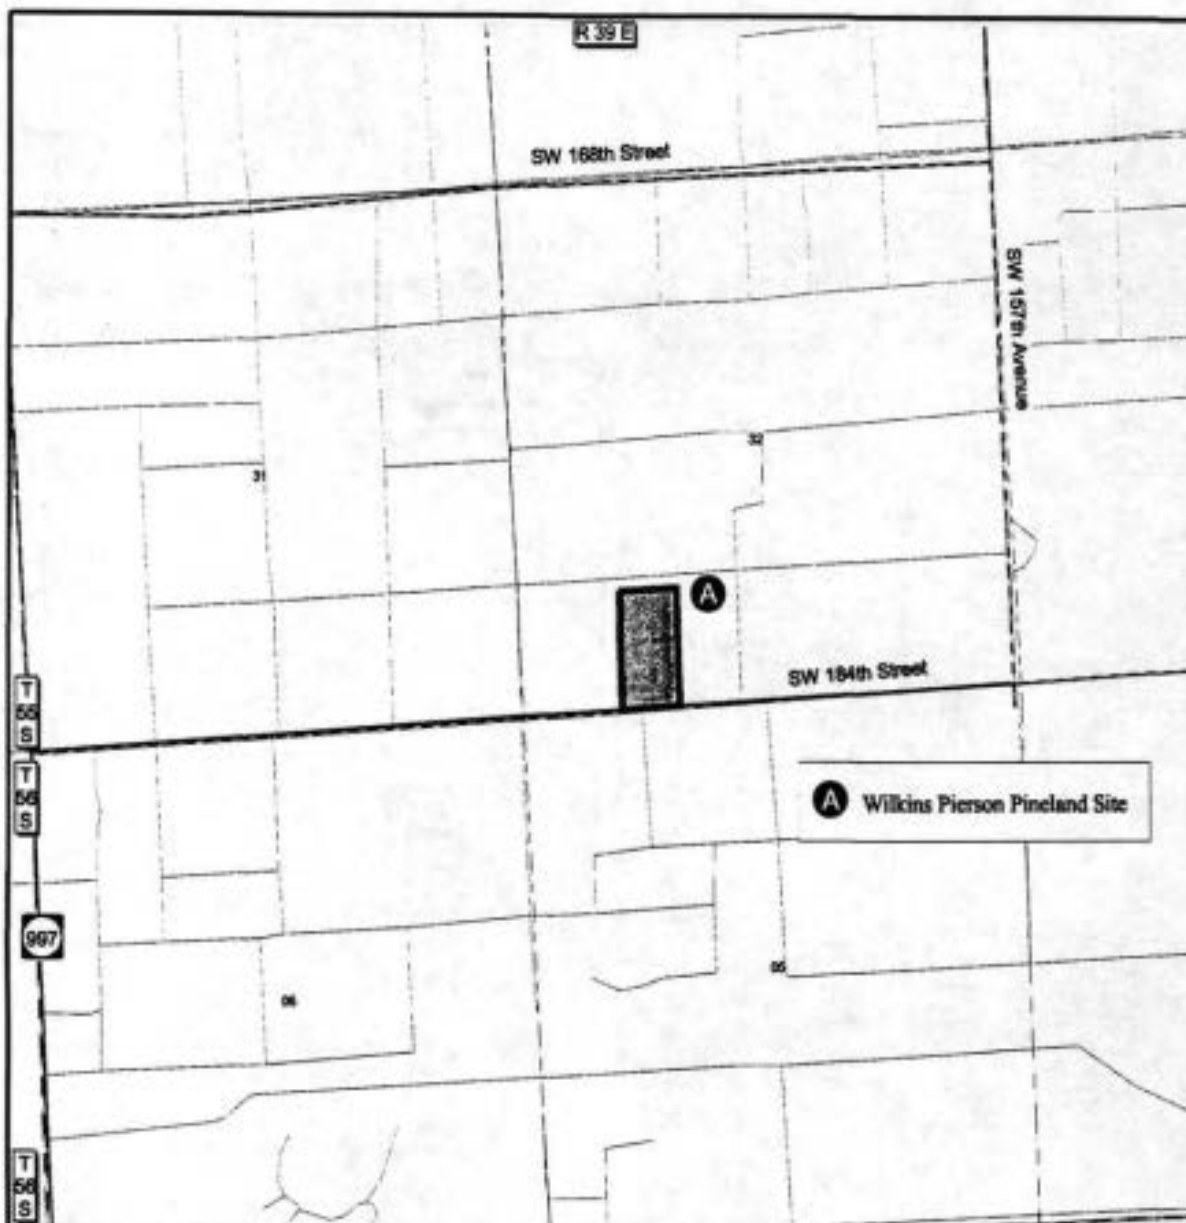 R 39 E
SW 168th Street
SW 157th Avenue
32
31
A
SW 184th Street
T
55
S
T
56
S
A Wilkins Pierson Pineland Site
997
05
06
T
56
S